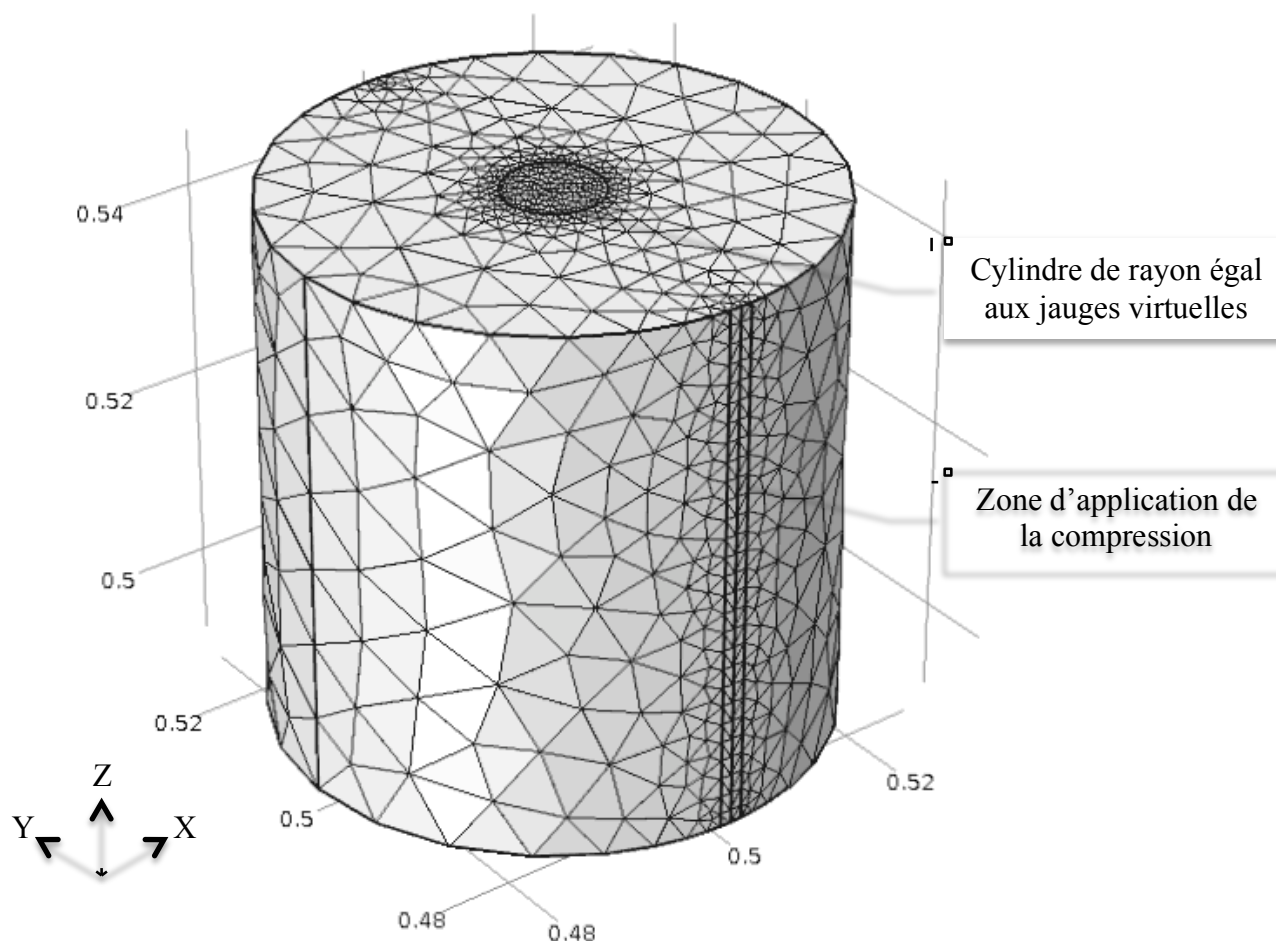 0.54
Cylindre de rayon égal
aux jauges virtuelles
0.52
Zone d’application de
la compression
0.5
0.52
0.52
Z
Y
X
0.5
0.5
0.48
0.48